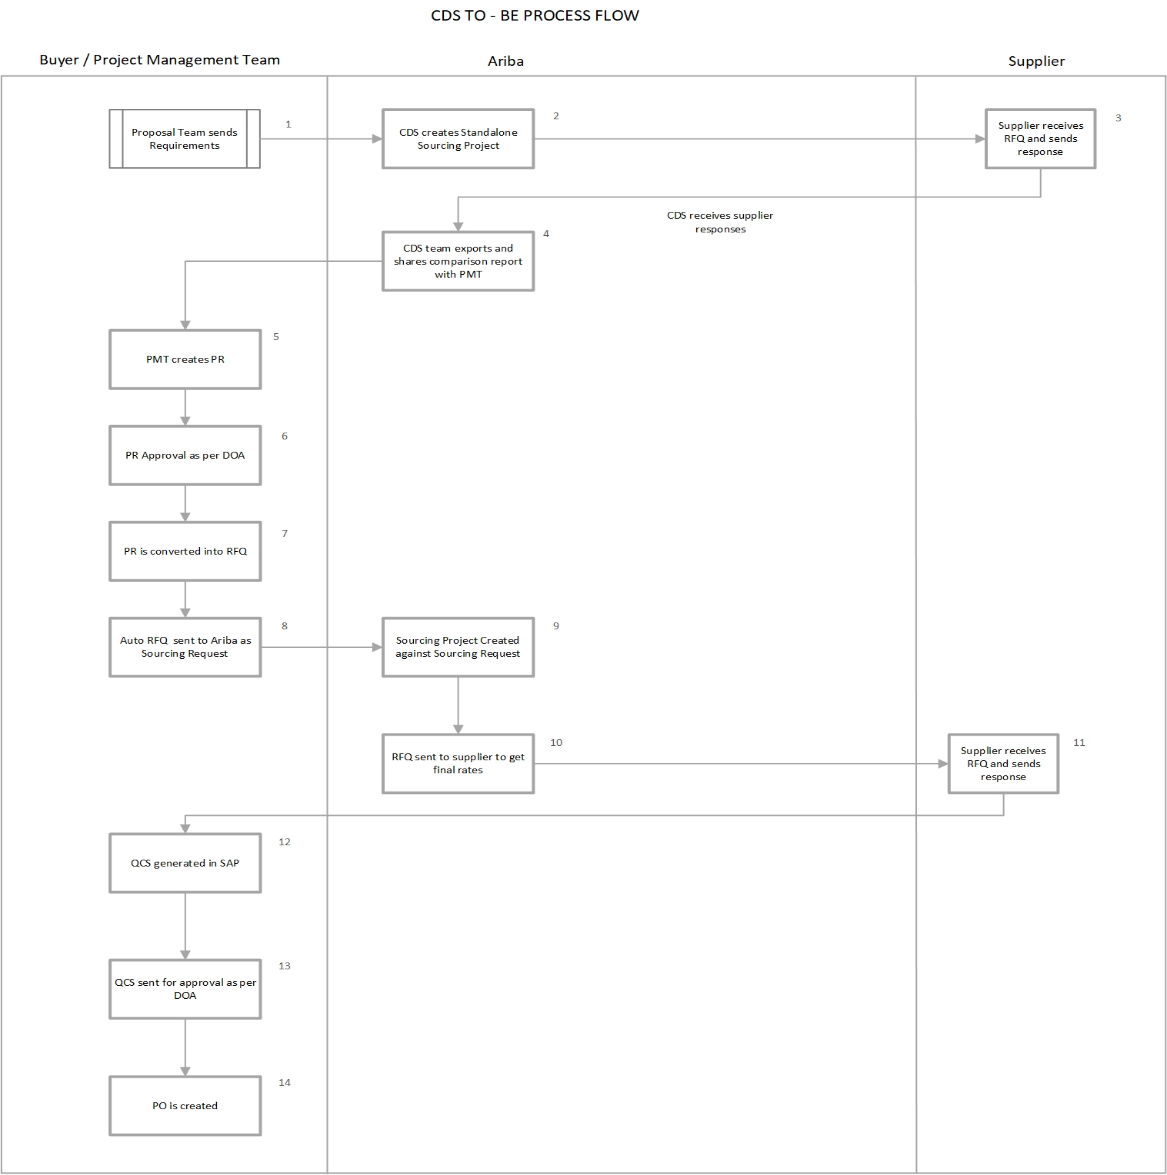 CDS TO - BE PROCESS FLOW
Buyer / Project Management Team
Ariba
Supplier
Proposal Team sends
Requirements
1
CDS creates Standalone
Sourcing Project
2
Supplier receives
RFQ and sends
response
3
CDS receives supplier
responses
CDS team exports and
shares comparison report
with PMT
4
PMT creates PR
5
PR Approval as per DOA
6
PR is converted into RFQ
7
Auto RFQ sent to Ariba as
Sourcing Request
8
Sourcing Project Created
against Sourcing Request
9
RFQ sent to supplier to get
final rates
10
Supplier receives
RFQ and sends
response
11
QCS generated in SAP
12
QCS sent for approval as per
DOA
13
PO is created
14